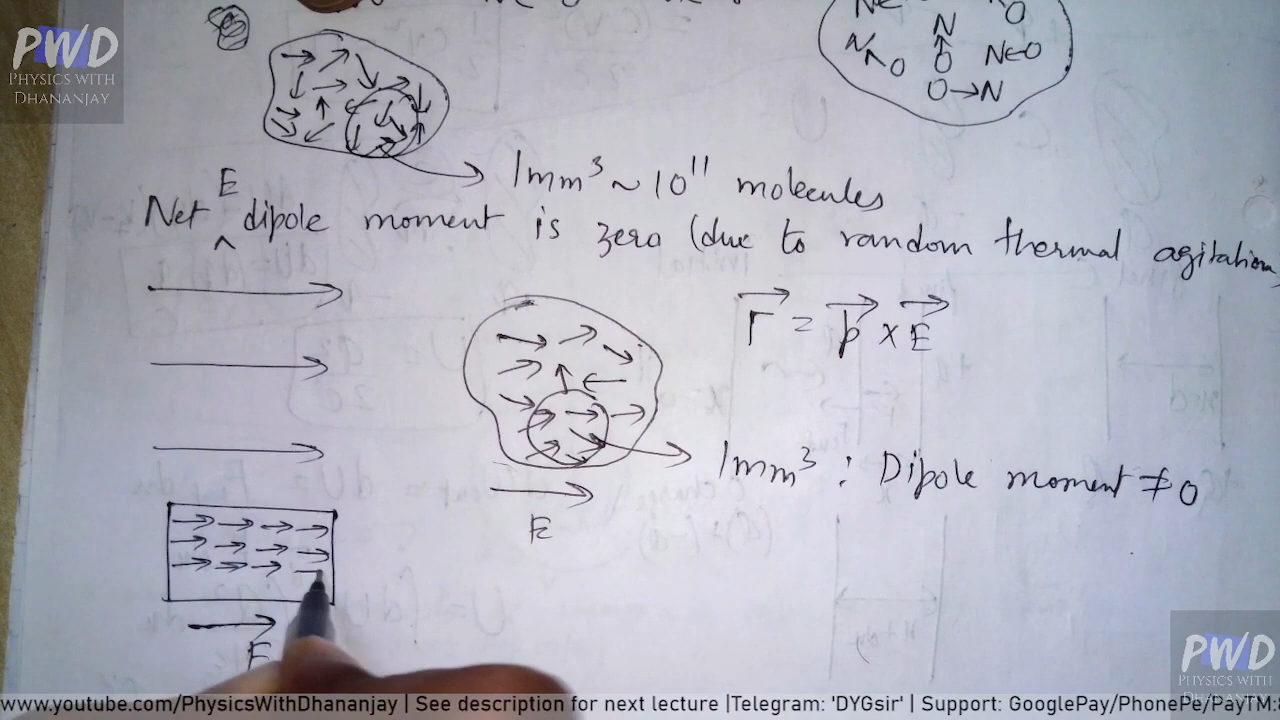 PWD
PHYSICS WITH
DHANANJAY
N
O
N O
N O
O → N
1mm³ ~ 10¹¹ molecules
E
Net ^ dipole moment is zero (due to random thermal agitation
Γ = p × E
1mm³ : Dipole moment ≠ 0
E
E
PWD
PHYSICS WITH
DHANANJAY
www.youtube.com/PhysicsWithDhananjay | See description for next lecture |Telegram: 'DYGsir' | Support: GooglePay/PhonePe/PayTM: